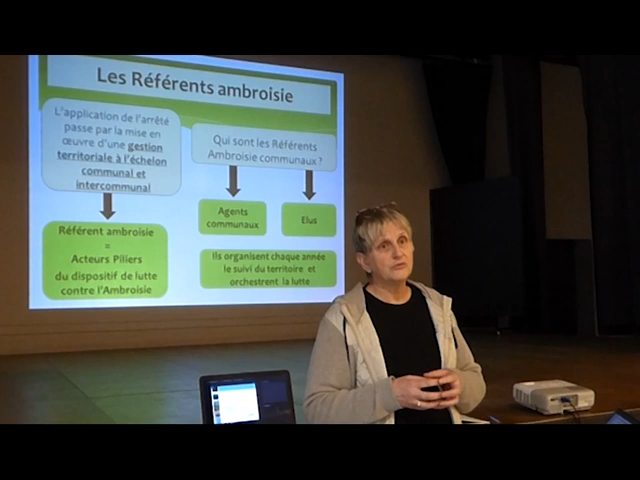 Les Référents ambroisie
L'application de l'arrêté
passe par la mise en
œuvre d'une gestion
territoriale à l'échelon
communal et
intercommunal
Qui sont les Référents
Ambroisie communaux ?
Référent ambroisie
=
Acteurs Piliers
du dispositif de lutte
contre l'Ambroisie
Agents
communaux
Elus
Ils organisent chaque année
le suivi du territoire et
orchestrent la lutte